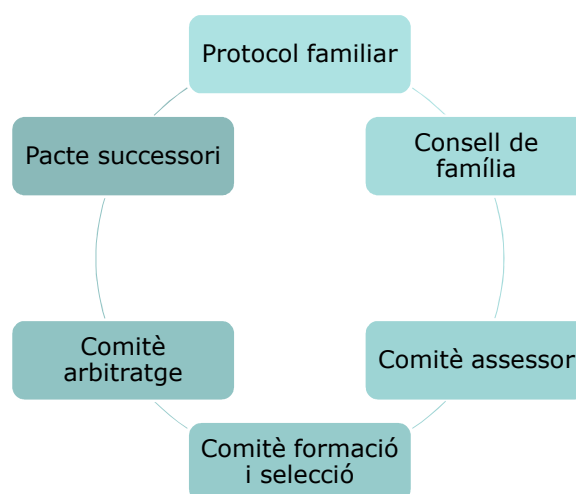 Protocol familiar
Consell de
família
Comitè assessor
Comitè formació
i selecció
Comitè
arbitratge
Pacte successori